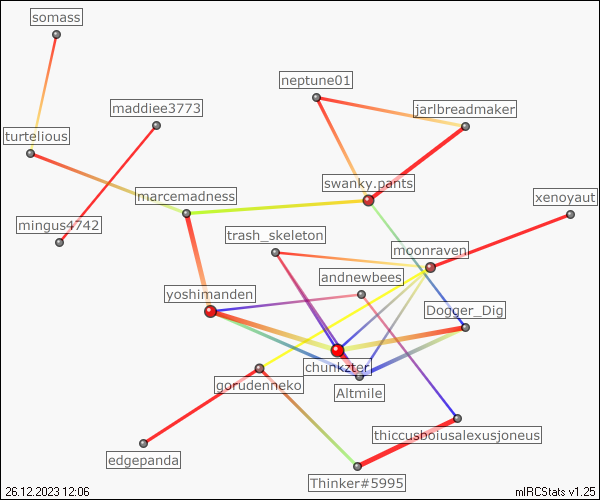 somass
neptune01
maddiee3773
jarlbreadmaker
turtelious
swanky.pants
marcemadness
xenoyaut
mingus4742
trash_skeleton
moonraven
andnewbees
yoshimanden
Dogger_Dig
chunkzter
gorudenneko
Altmile
thiccusboiusalexusjoneus
edgepanda
Thinker#5995
26.12.2023 12:06
mIRCStats v1.25